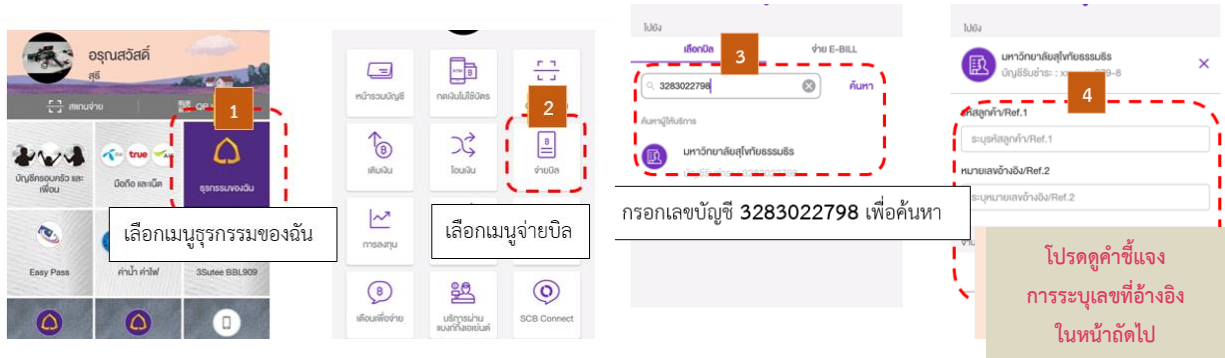 อรุณสวัสดิ์
สุธี
สแกนจ่าย
QR
1
true
บัญชีครอบครัว และ
เพื่อน
มือถือ และเน็ต
ธุรกรรมของฉัน
เลือกเมนูธุรกรรมของฉัน
Easy Pass
ค่าน้ำ ค่าไฟ
3Sutee BBL909
หน้ารวมบัญชี
กดเงินไม่ใช้บัตร
2
เติมเงิน
โอนเงิน
จ่ายบิล
เลือกเมนูจ่ายบิล
การลงทุน
เตือนเพื่อจ่าย
บริการผ่าน
แบงก์กิ้งเอเย่นต์
SCB Connect
ไปยัง
เลือกบิล
จ่าย E-BILL
3
3283022798
ค้นหา
ค้นหาผู้ให้บริการ
มหาวิทยาลัยสุโขทัยธรรมธิร
กรอกเลขบัญชี 3283022798 เพื่อค้นหา
ไปยัง
มหาวิทยาลัยสุโขทัยธรรมธิร
บัญชีรับชำระ :
4
รหัสลูกค้า/Ref.1
ระบุรหัสลูกค้า/Ref.1
หมายเลขอ้างอิง/Ref.2
ระบุหมายเลขอ้างอิง/Ref.2
โปรดดูคำชี้แจง
การระบุเลขที่อ้างอิง
ในหน้าถัดไป